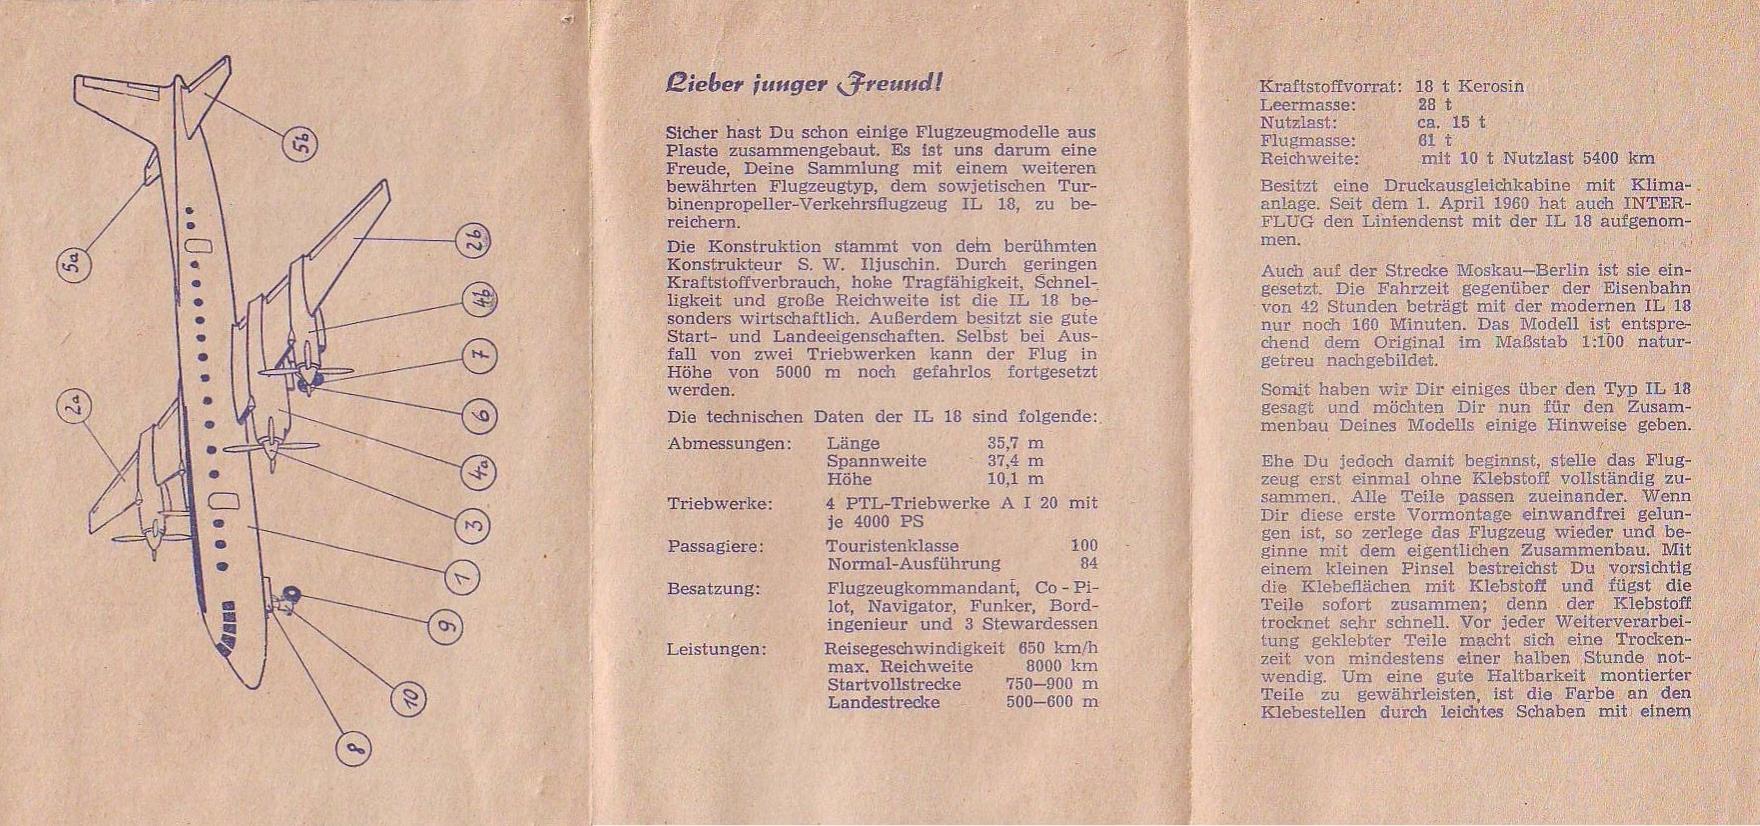 5b
5a
2b
4b
7
2a
6
4a
3
1
9
10
8
Lieber junger Freund!
Sicher hast Du schon einige Flugzeugmodelle aus
Plaste zusammengebaut. Es ist uns darum eine
Freude, Deine Sammlung mit einem weiteren
bewährten Flugzeugtyp, dem sowjetischen Tur-
binenpropeller-Verkehrsflugzeug IL 18, zu be-
reichern.
Die Konstruktion stammt von dem berühmten
Konstrukteur S. W. Iljuschin. Durch geringen
Kraftstoffverbrauch, hohe Tragfähigkeit, Schnel-
ligkeit und große Reichweite ist die IL 18 be-
sonders wirtschaftlich. Außerdem besitzt sie gute
Start- und Landeeigenschaften. Selbst bei Aus-
fall von zwei Triebwerken kann der Flug in
Höhe von 5000 m noch gefahrlos fortgesetzt
werden.
Die technischen Daten der IL 18 sind folgende:
Abmessungen: Länge 35,7 m
Spannweite 37,4 m
Höhe 10,1 m
Triebwerke: 4 PTL-Triebwerke A I 20 mit
je 4000 PS
Passagiere: Touristenklasse 100
Normal-Ausführung 84
Besatzung: Flugzeugkommandant, Co-Pi-
lot, Navigator, Funker, Bord-
ingenieur und 3 Stewardessen
Leistungen: Reisegeschwindigkeit 650 km/h
max. Reichweite 8000 km
Startvollstrecke 750—900 m
Landestrecke 500—600 m
Kraftstoffvorrat: 18 t Kerosin
Leermasse: 28 t
Nutzlast: ca. 15 t
Flugmasse: 61 t
Reichweite: mit 10 t Nutzlast 5400 km
Besitzt eine Druckausgleichkabine mit Klima-
anlage. Seit dem 1. April 1960 hat auch INTER-
FLUG den Liniendenst mit der IL 18 aufgenom-
men.
Auch auf der Strecke Moskau—Berlin ist sie ein-
gesetzt. Die Fahrzeit gegenüber der Eisenbahn
von 42 Stunden beträgt mit der modernen IL 18
nur noch 160 Minuten. Das Modell ist entspre-
chend dem Original im Maßstab 1:100 natur-
getreu nachgebildet.
Somit haben wir Dir einiges über den Typ IL 18
gesagt und möchten Dir nun für den Zusam-
menbau Deines Modells einige Hinweise geben.
Ehe Du jedoch damit beginnst, stelle das Flug-
zeug erst einmal ohne Klebstoff vollständig zu-
sammen. Alle Teile passen zueinander. Wenn
Dir diese erste Vormontage einwandfrei gelun-
gen ist, so zerlege das Flugzeug wieder und be-
ginne mit dem eigentlichen Zusammenbau. Mit
einem kleinen Pinsel bestreichst Du vorsichtig
die Klebeflächen mit Klebstoff und fügst die
Teile sofort zusammen; denn der Klebstoff
trocknet sehr schnell. Vor jeder Weiterverarbei-
tung geklebter Teile macht sich eine Trocken-
zeit von mindestens einer halben Stunde not-
wendig. Um eine gute Haltbarkeit montierter
Teile zu gewährleisten, ist die Farbe an den
Klebestellen durch leichtes Schaben mit einem